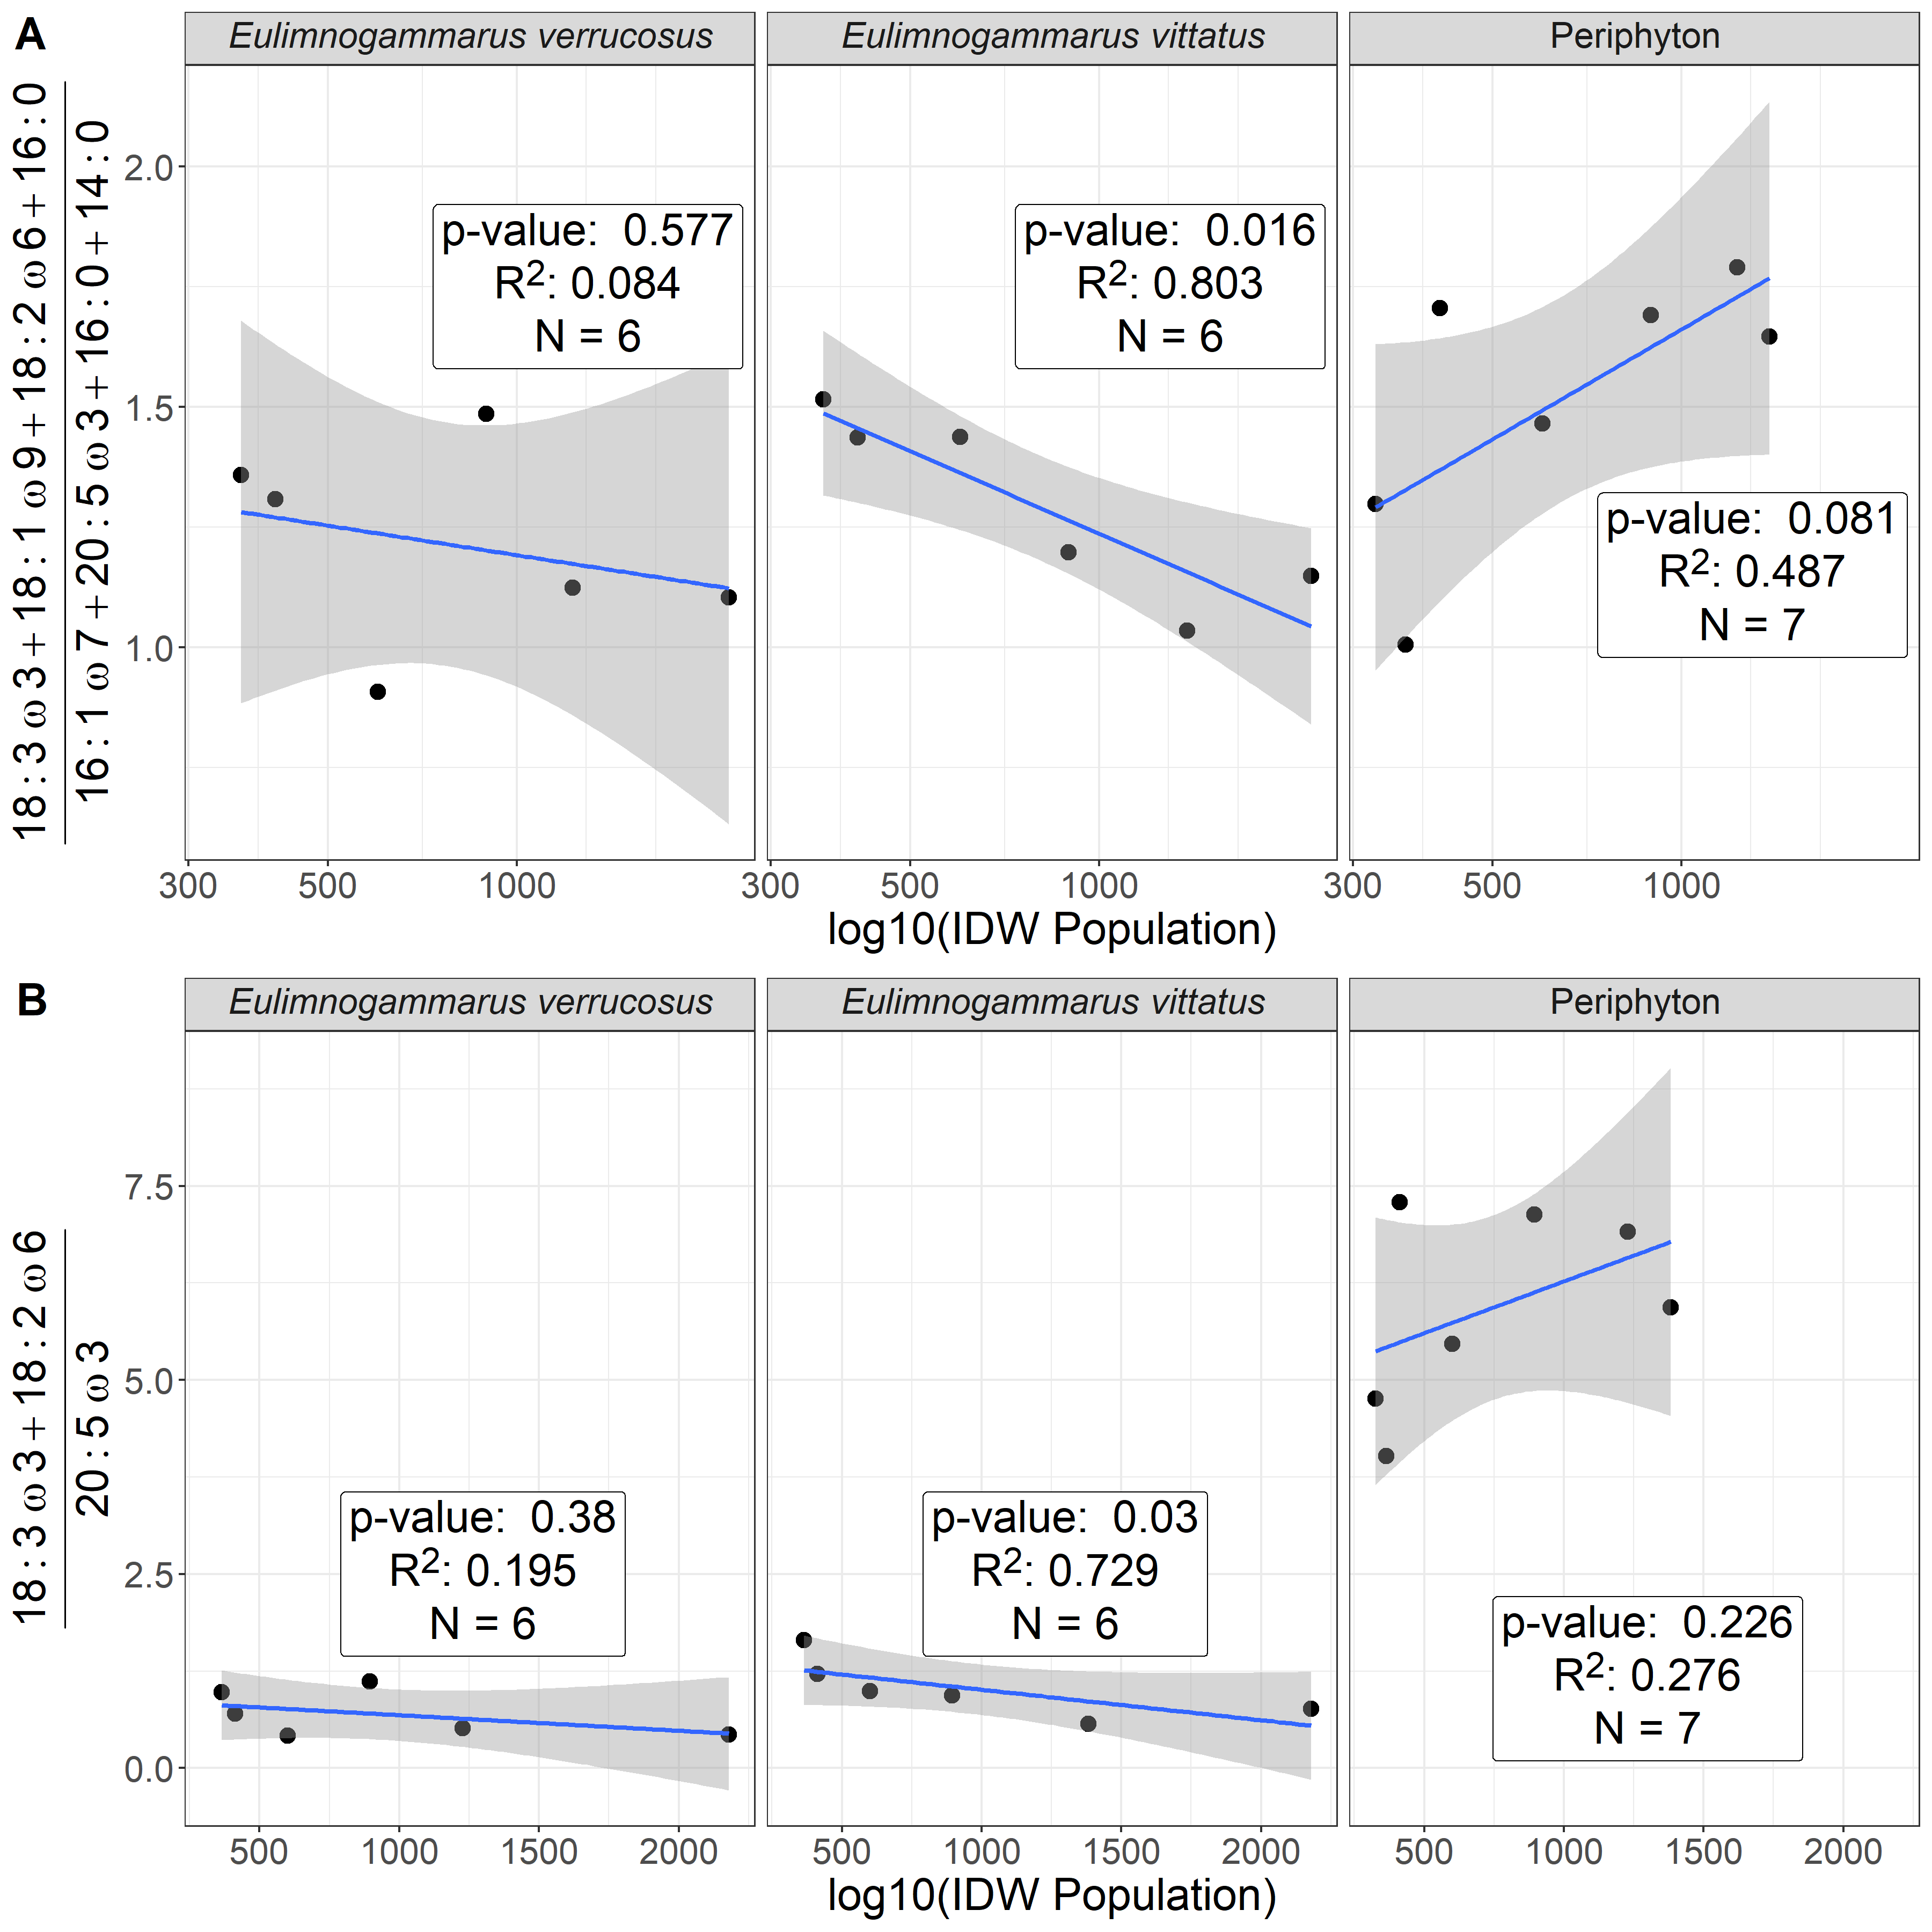 A
Eulimnogammarus verrucosus
Eulimnogammarus vittatus
Periphyton
18:3ω3+18:1ω9+18:2ω6+16:0
16:1ω7+20:5ω3+16:0+14:0
2.0
1.5
1.0
p-value: 0.577
R²: 0.084
N = 6
p-value: 0.016
R²: 0.803
N = 6
p-value: 0.081
R²: 0.487
N = 7
300 500 1000
300 500 1000
300 500 1000
log10(IDW Population)
B
Eulimnogammarus verrucosus
Eulimnogammarus vittatus
Periphyton
18:3ω3+18:2ω6
20:5ω3
7.5
5.0
2.5
0.0
p-value: 0.38
R²: 0.195
N = 6
p-value: 0.03
R²: 0.729
N = 6
p-value: 0.226
R²: 0.276
N = 7
500 1000 1500 2000
500 1000 1500 2000
500 1000 1500 2000
log10(IDW Population)